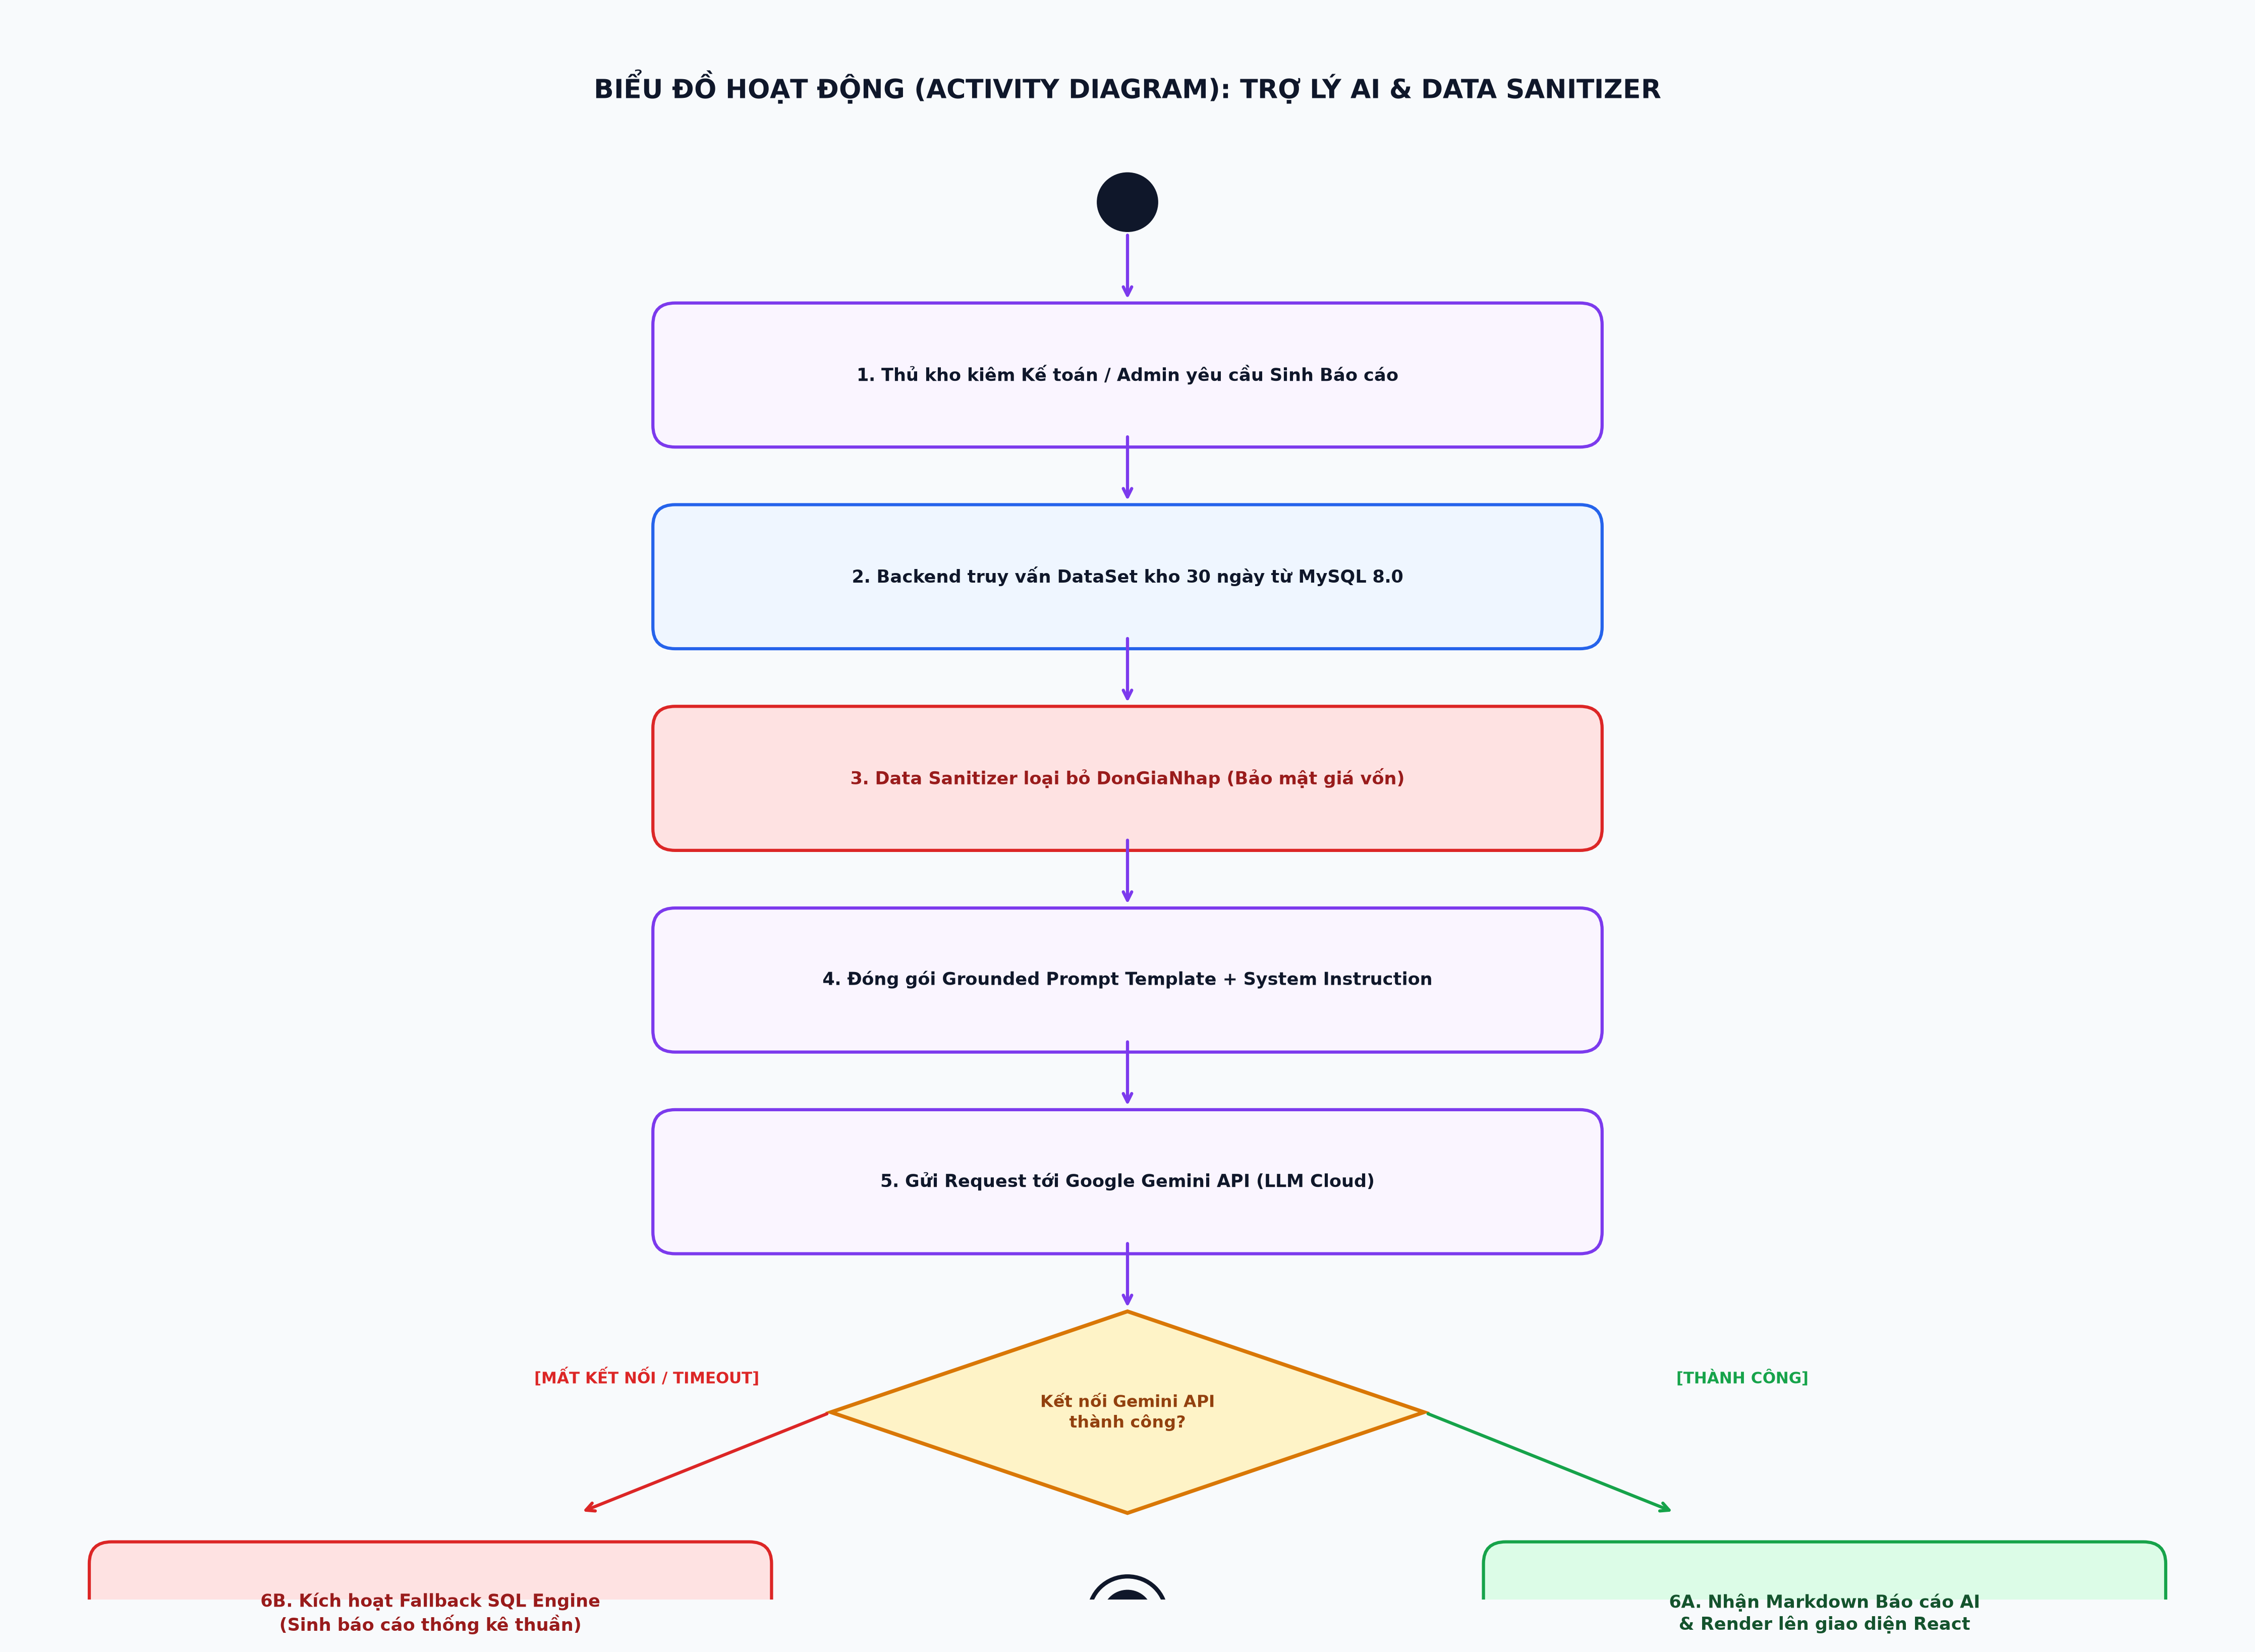 BIỂU ĐỒ HOẠT ĐỘNG (ACTIVITY DIAGRAM): TRỢ LÝ AI & DATA SANITIZER
1. Thủ kho kiêm Kế toán / Admin yêu cầu Sinh Báo cáo
2. Backend truy vấn DataSet kho 30 ngày từ MySQL 8.0
3. Data Sanitizer loại bỏ DonGiaNhap (Bảo mật giá vốn)
4. Đóng gói Grounded Prompt Template + System Instruction
5. Gửi Request tới Google Gemini API (LLM Cloud)
[MẤT KẾT NỐI / TIMEOUT]
[THÀNH CÔNG]
Kết nối Gemini API
thành công?
6B. Kích hoạt Fallback SQL Engine
(Sinh báo cáo thống kê thuần)
6A. Nhận Markdown Báo cáo AI
& Render lên giao diện React